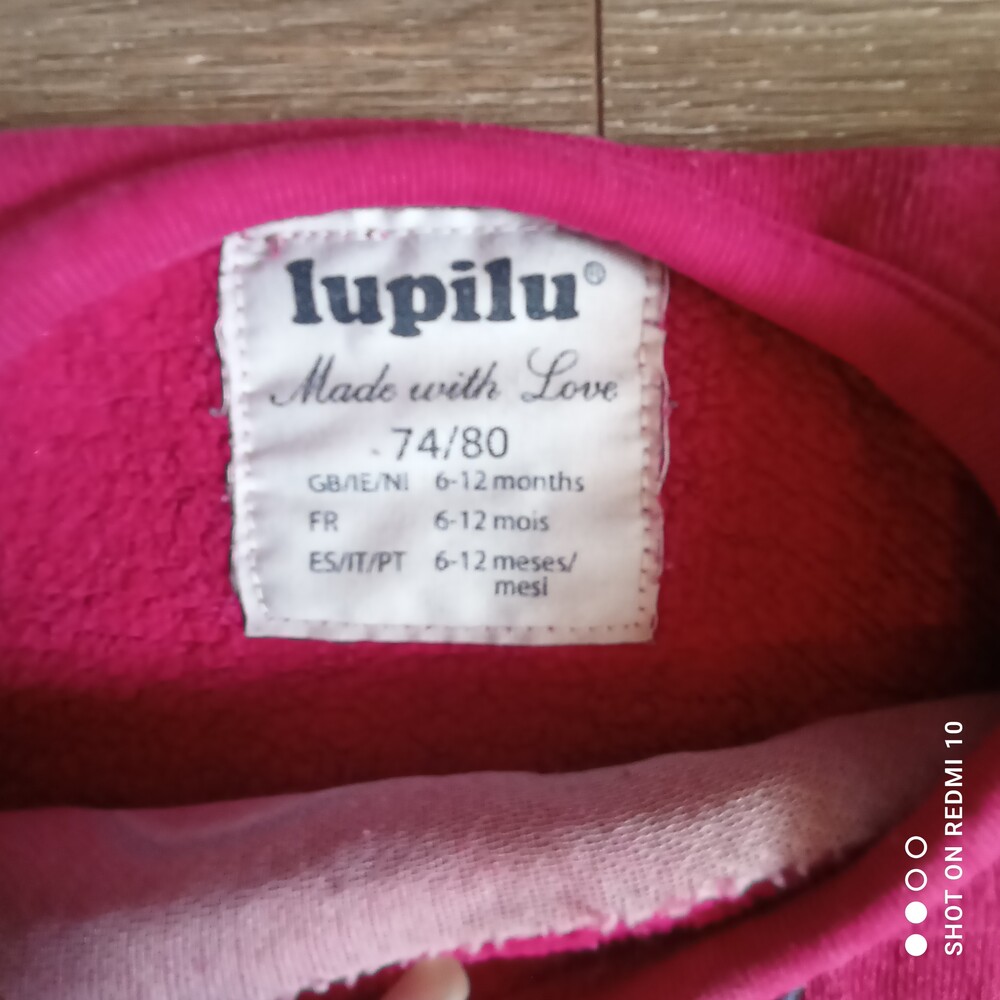 lupilu®
Made with Love
74/80
GB/IE/NI 6-12 months
FR 6-12 mois
ES/IT/PT 6-12 meses/
mesi
SHOT ON REDMI 10